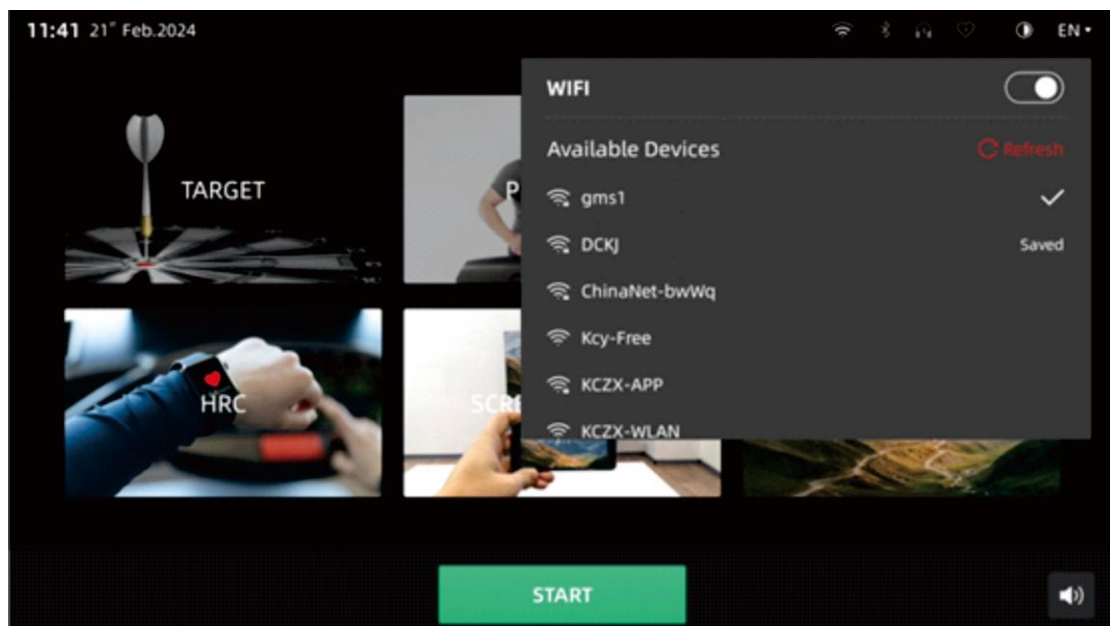 11:41 21st Feb.2024
EN
WIFI
Available Devices
Refresh
TARGET
P
gms1
DCKJ
Saved
ChinaNet-bwWq
Kcy-Free
KCZX-APP
HRC
SCRE
KCZX-WLAN
START